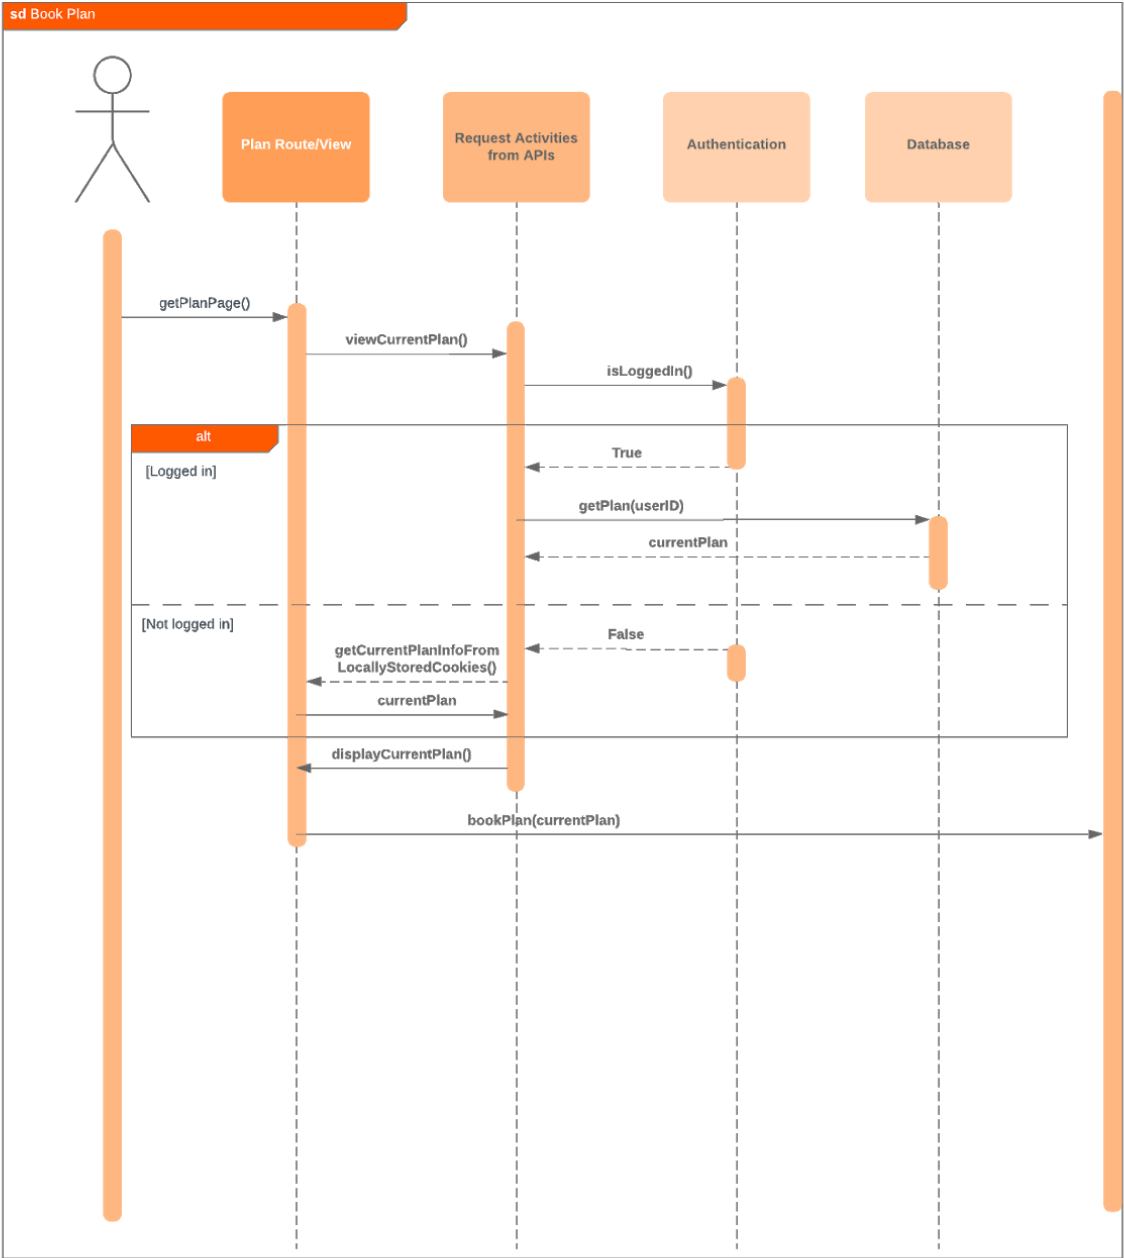 sd Book Plan
Plan Route/View
Request Activities
from APIs
Authentication
Database
getPlanPage()
viewCurrentPlan()
isLoggedIn()
alt
[Logged in]
True
getPlan(userID)
currentPlan
[Not logged in]
False
getCurrentPlanInfoFrom
LocallyStoredCookies()
currentPlan
displayCurrentPlan()
bookPlan(currentPlan)